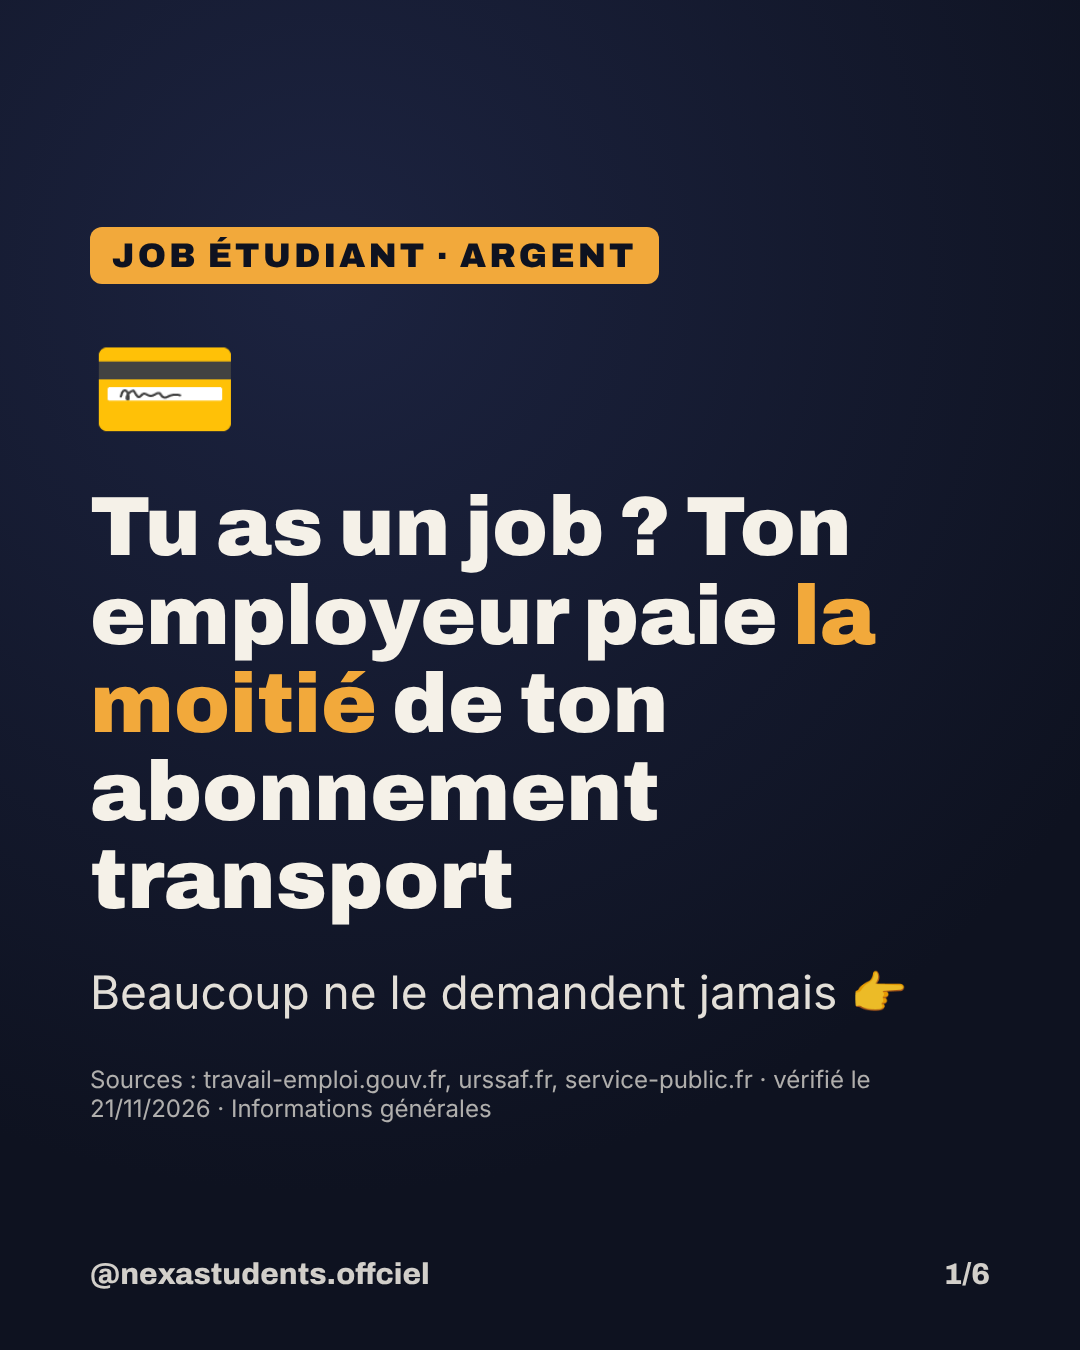 JOB ÉTUDIANT · ARGENT
Tu as un job ? Ton
employeur paie la
moitié de ton
abonnement
transport
Beaucoup ne le demandent jamais 👉
Sources : travail-emploi.gouv.fr, urssaf.fr, service-public.fr · vérifié le
21/11/2026 · Informations générales
@nexastudents.offciel
1/6